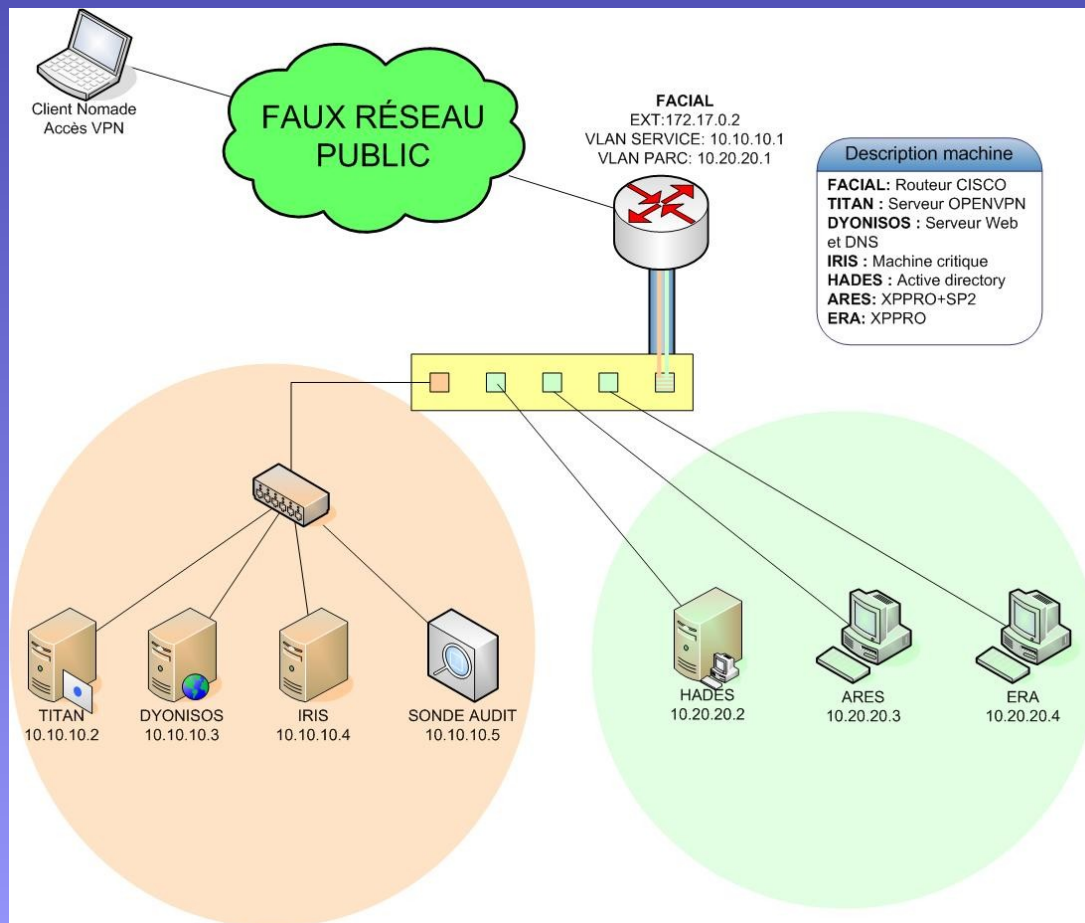 Client Nomade
Accès VPN
FAUX RÉSEAU
PUBLIC
FACIAL
EXT:172.17.0.2
VLAN SERVICE: 10.10.10.1
VLAN PARC: 10.20.20.1
Description machine
FACIAL: Routeur CISCO
TITAN : Serveur OPENVPN
DYONISOS : Serveur Web
et DNS
IRIS : Machine critique
HADES : Active directory
ARES: XPPRO+SP2
ERA: XPPRO
TITAN
10.10.10.2
DYONISOS
10.10.10.3
IRIS
10.10.10.4
SONDE AUDIT
10.10.10.5
HADÈS
10.20.20.2
ARES
10.20.20.3
ERA
10.20.20.4